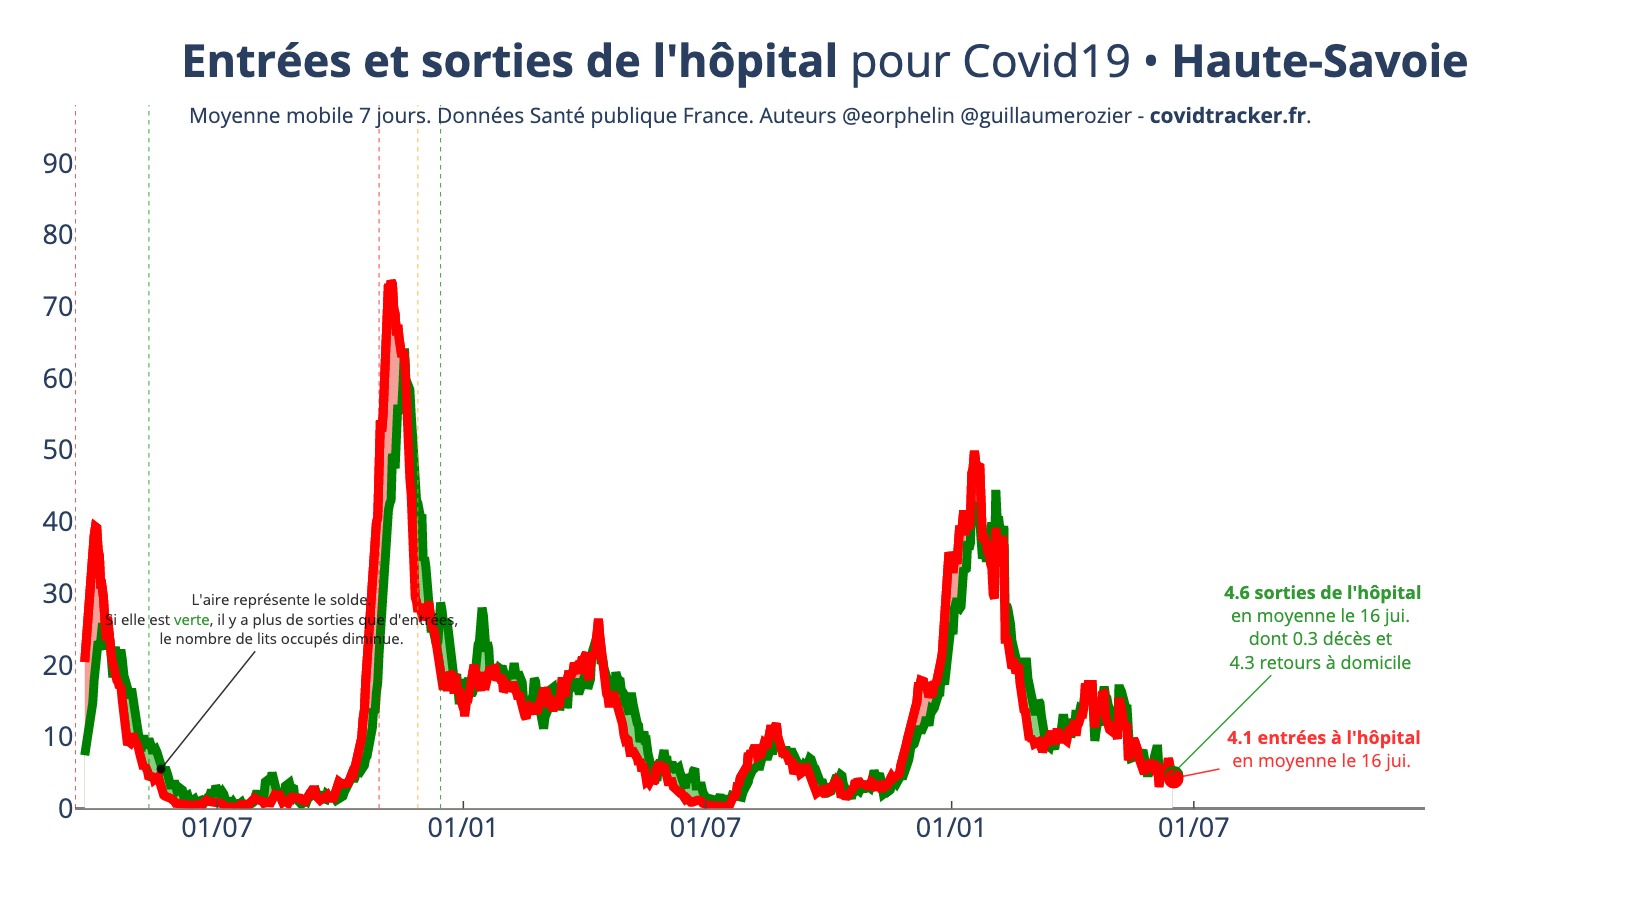 Entrées et sorties de l'hôpital pour Covid19 • Haute-Savoie
Moyenne mobile 7 jours. Données Santé publique France. Auteurs @eorphelin @guillaumerozier - covidtracker.fr.
90
80
70
60
50
40
30
20
10
0
L'aire représente le solde.
Si elle est verte, il y a plus de sorties que d'entrées,
le nombre de lits occupés diminue.
4.6 sorties de l'hôpital
en moyenne le 16 jui.
dont 0.3 décès et
4.3 retours à domicile
4.1 entrées à l'hôpital
en moyenne le 16 jui.
01/07
01/01
01/07
01/01
01/07